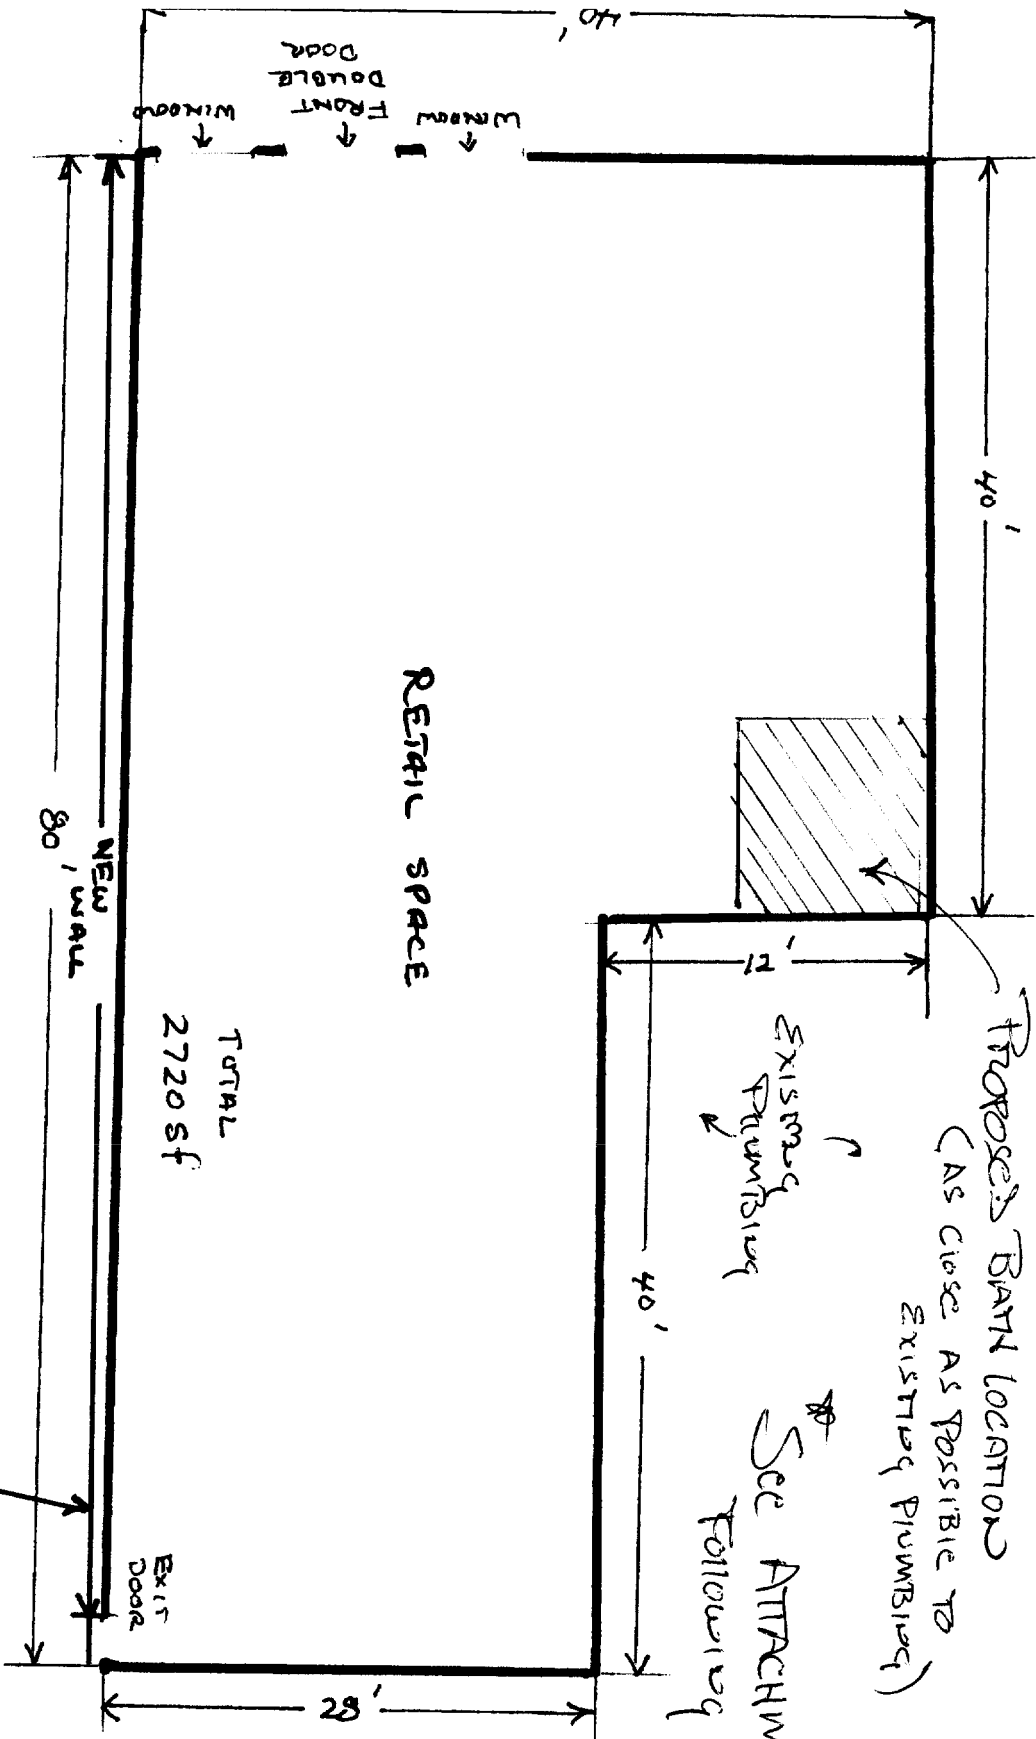 40'
WINDOW
FRONT
DOUBLE
DOOR
WINDOW
40'
PROPOSED BATH LOCATION
(AS CLOSE AS POSSIBLE TO
EXISTING PLUMBING)
12'
EXISTING
PLUMBING
* SEE
FOLLOWING
40'
RETAIL SPACE
TOTAL
2720 sf
NEW
WALL
80'
EXIT
DOOR
28'